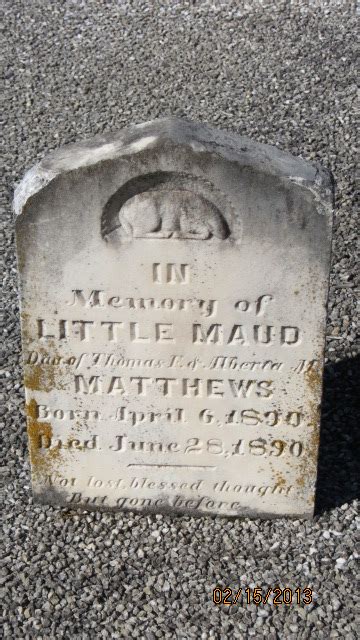 IN
Memory of
LITTLE MAUD
Dau of Thomas F. & Alberta M.
MATTHEWS
Born April 6, 1890
Died June 28, 1890
Not lost, blessed thought
But gone before.
02/15/2013